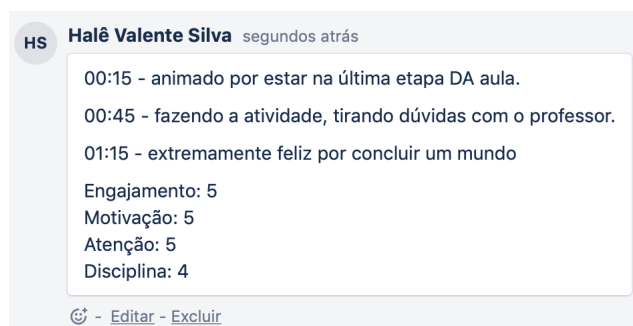 HS
Halê Valente Silva segundos atrás
00:15 - animado por estar na última etapa DA aula.
00:45 - fazendo a atividade, tirando dúvidas com o professor.
01:15 - extremamente feliz por concluir um mundo
Engajamento: 5
Motivação: 5
Atenção: 5
Disciplina: 4
- Editar - Excluir